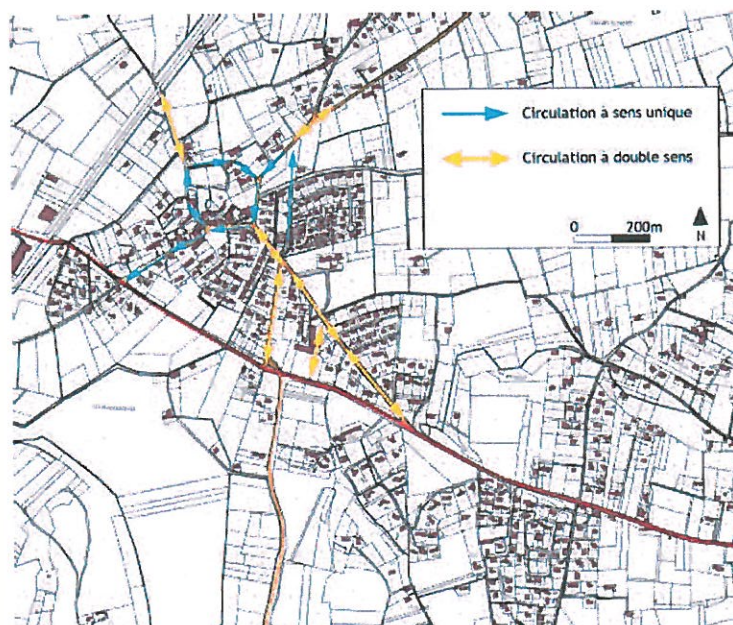 Circulation à sens unique
Circulation à double sens
0 200m
N